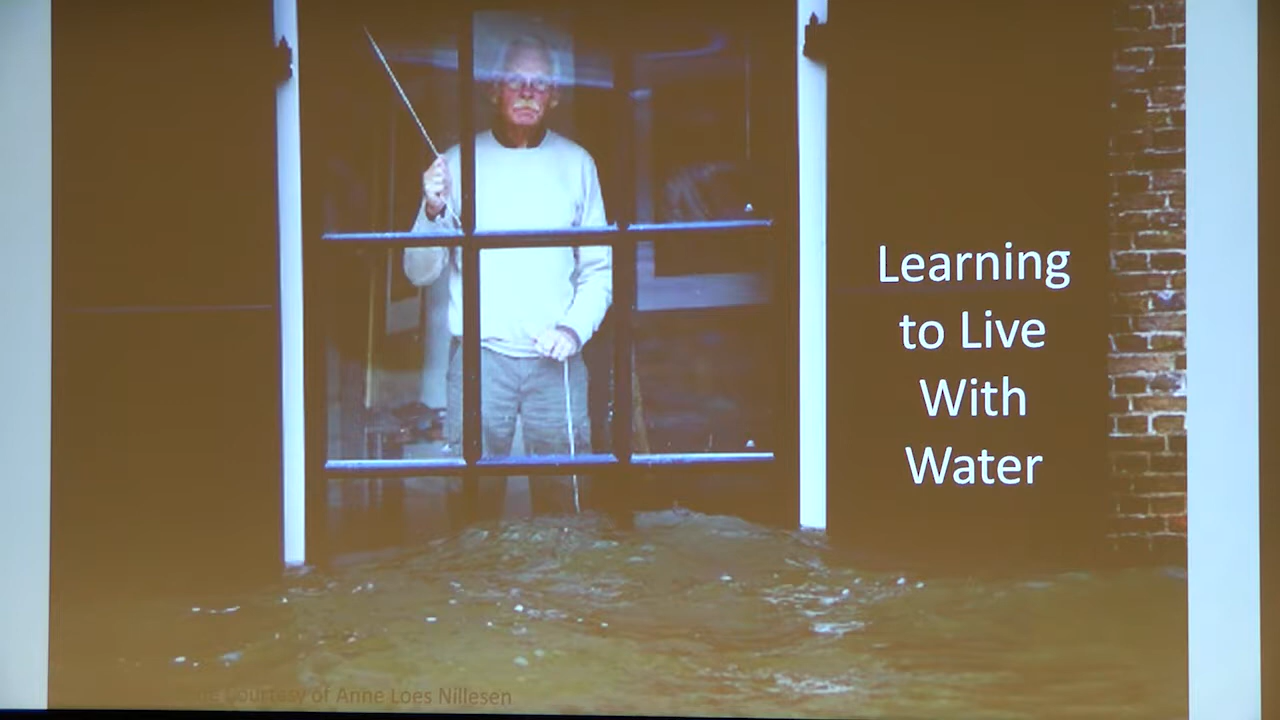 Learning
to Live
With
Water
Courtesy of Anne Loes Nillesen